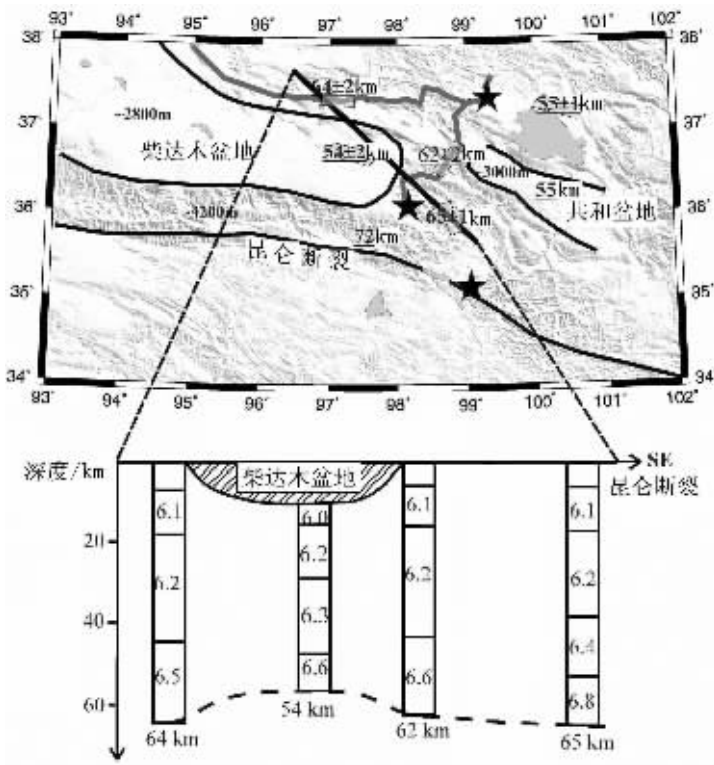 93° 94° 95° 96° 97° 98° 99° 100° 101° 102°
38° 38°
64±2km
55±1km
~2800m
37° 37°
柴达木盆地
54±2km
62±2km
~3000m
55km
共和盆地
~4200m
36° 36°
65±1km
72km
昆仑断裂
35° 35°
34° 34°
93° 94° 95° 96° 97° 98° 99° 100° 101° 102°
深度/km
柴达木盆地
SE
昆仑断裂
6.1 6.0 6.1 6.1
20
6.2 6.2 6.2 6.2
40
6.3 6.4
6.5 6.6 6.6 6.8
60
64 km 54 km 62 km 65 km